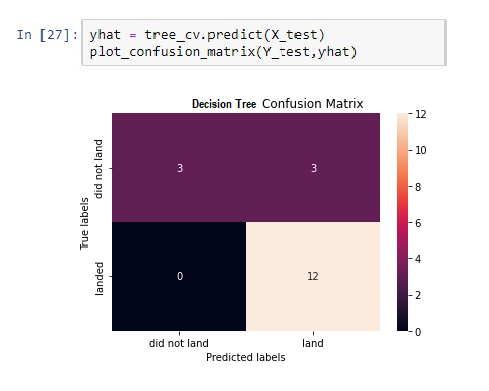 In [27]: yhat = tree_cv.predict(X_test)
plot_confusion_matrix(Y_test,yhat)
Decision Tree Confusion Matrix
did not land
3
3
landed
0
12
True labels
did not land
land
Predicted labels
12
10
8
6
4
2
0